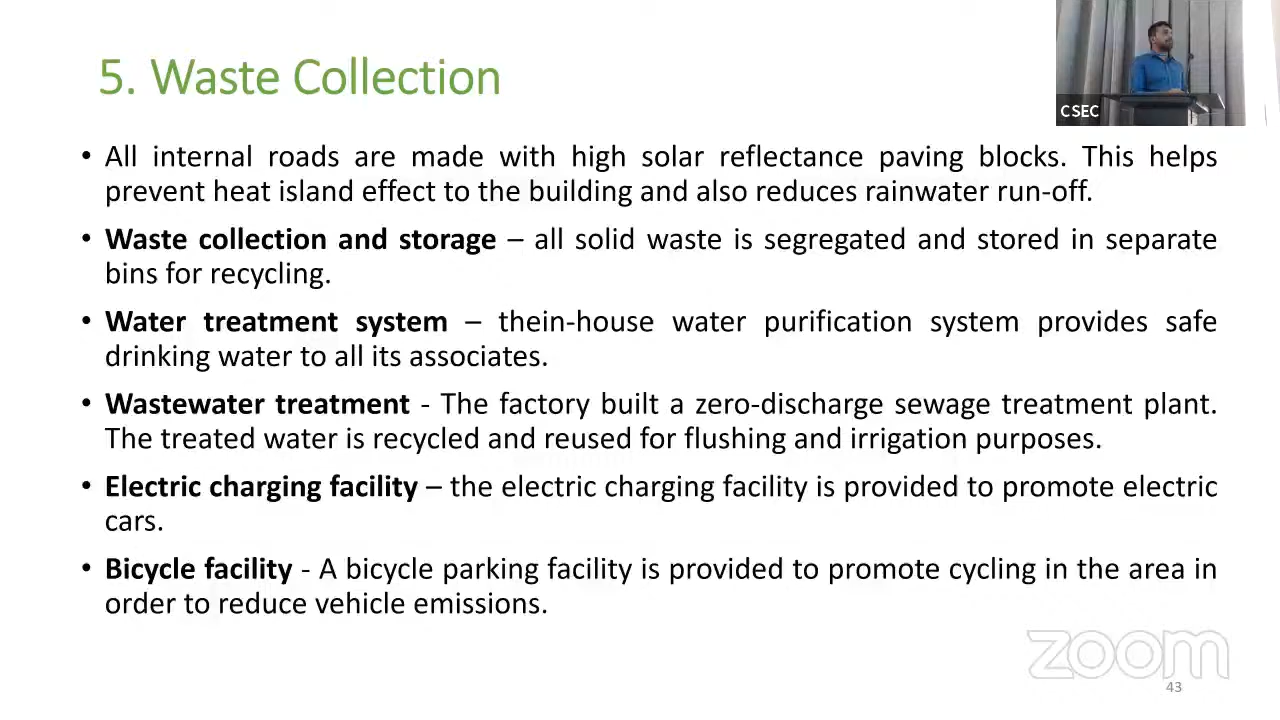 5. Waste Collection
CSEC
• All internal roads are made with high solar reflectance paving blocks. This helps
prevent heat island effect to the building and also reduces rainwater run-off.
• Waste collection and storage – all solid waste is segregated and stored in separate
bins for recycling.
• Water treatment system – thein-house water purification system provides safe
drinking water to all its associates.
• Wastewater treatment - The factory built a zero-discharge sewage treatment plant.
The treated water is recycled and reused for flushing and irrigation purposes.
• Electric charging facility – the electric charging facility is provided to promote electric
cars.
• Bicycle facility - A bicycle parking facility is provided to promote cycling in the area in
order to reduce vehicle emissions.
zoom
43